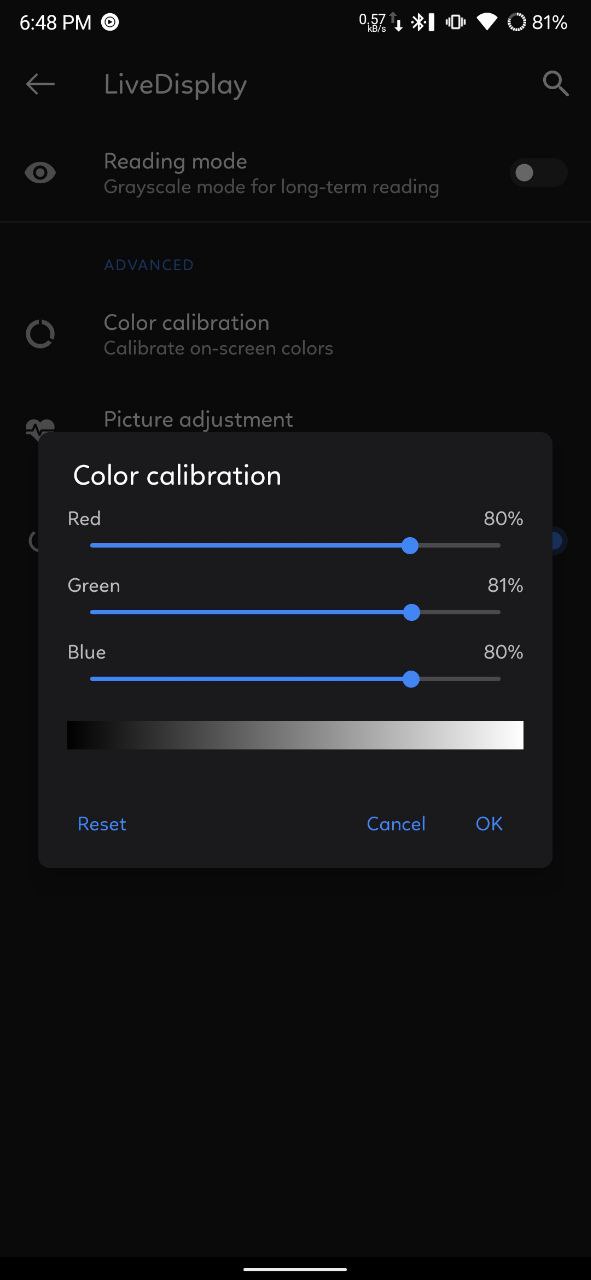 6:48 PM
0.57 kB/s
81%
LiveDisplay
Reading mode
Grayscale mode for long-term reading
ADVANCED
Color calibration
Calibrate on-screen colors
Picture adjustment
Color calibration
Red 80%
Green 81%
Blue 80%
Reset Cancel OK